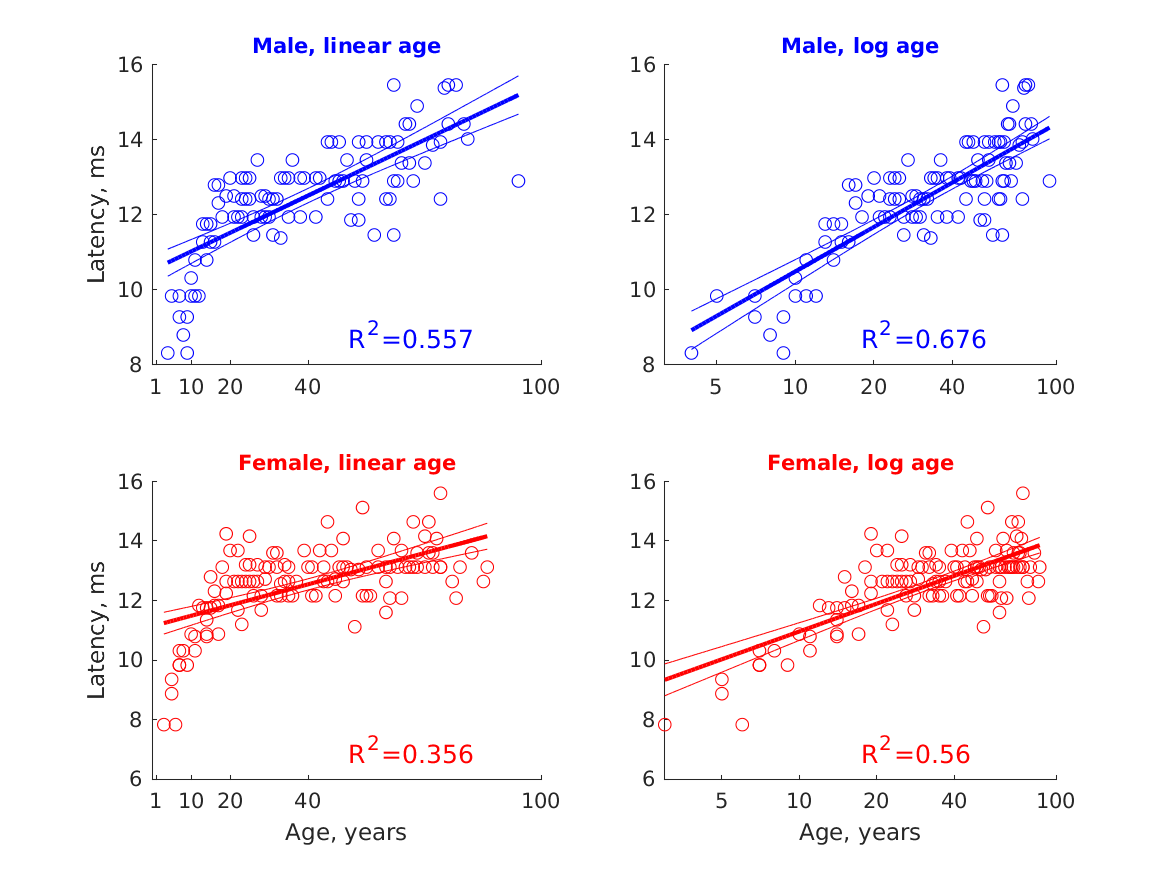 Male, linear age
16
14
12
10
8
Latency, ms
R²=0.557
1 10 20 40 100
Male, log age
16
14
12
10
8
R²=0.676
5 10 20 40 100
Female, linear age
16
14
12
10
8
6
Latency, ms
R²=0.356
1 10 20 40 100
Age, years
Female, log age
16
14
12
10
8
6
R²=0.56
5 10 20 40 100
Age, years